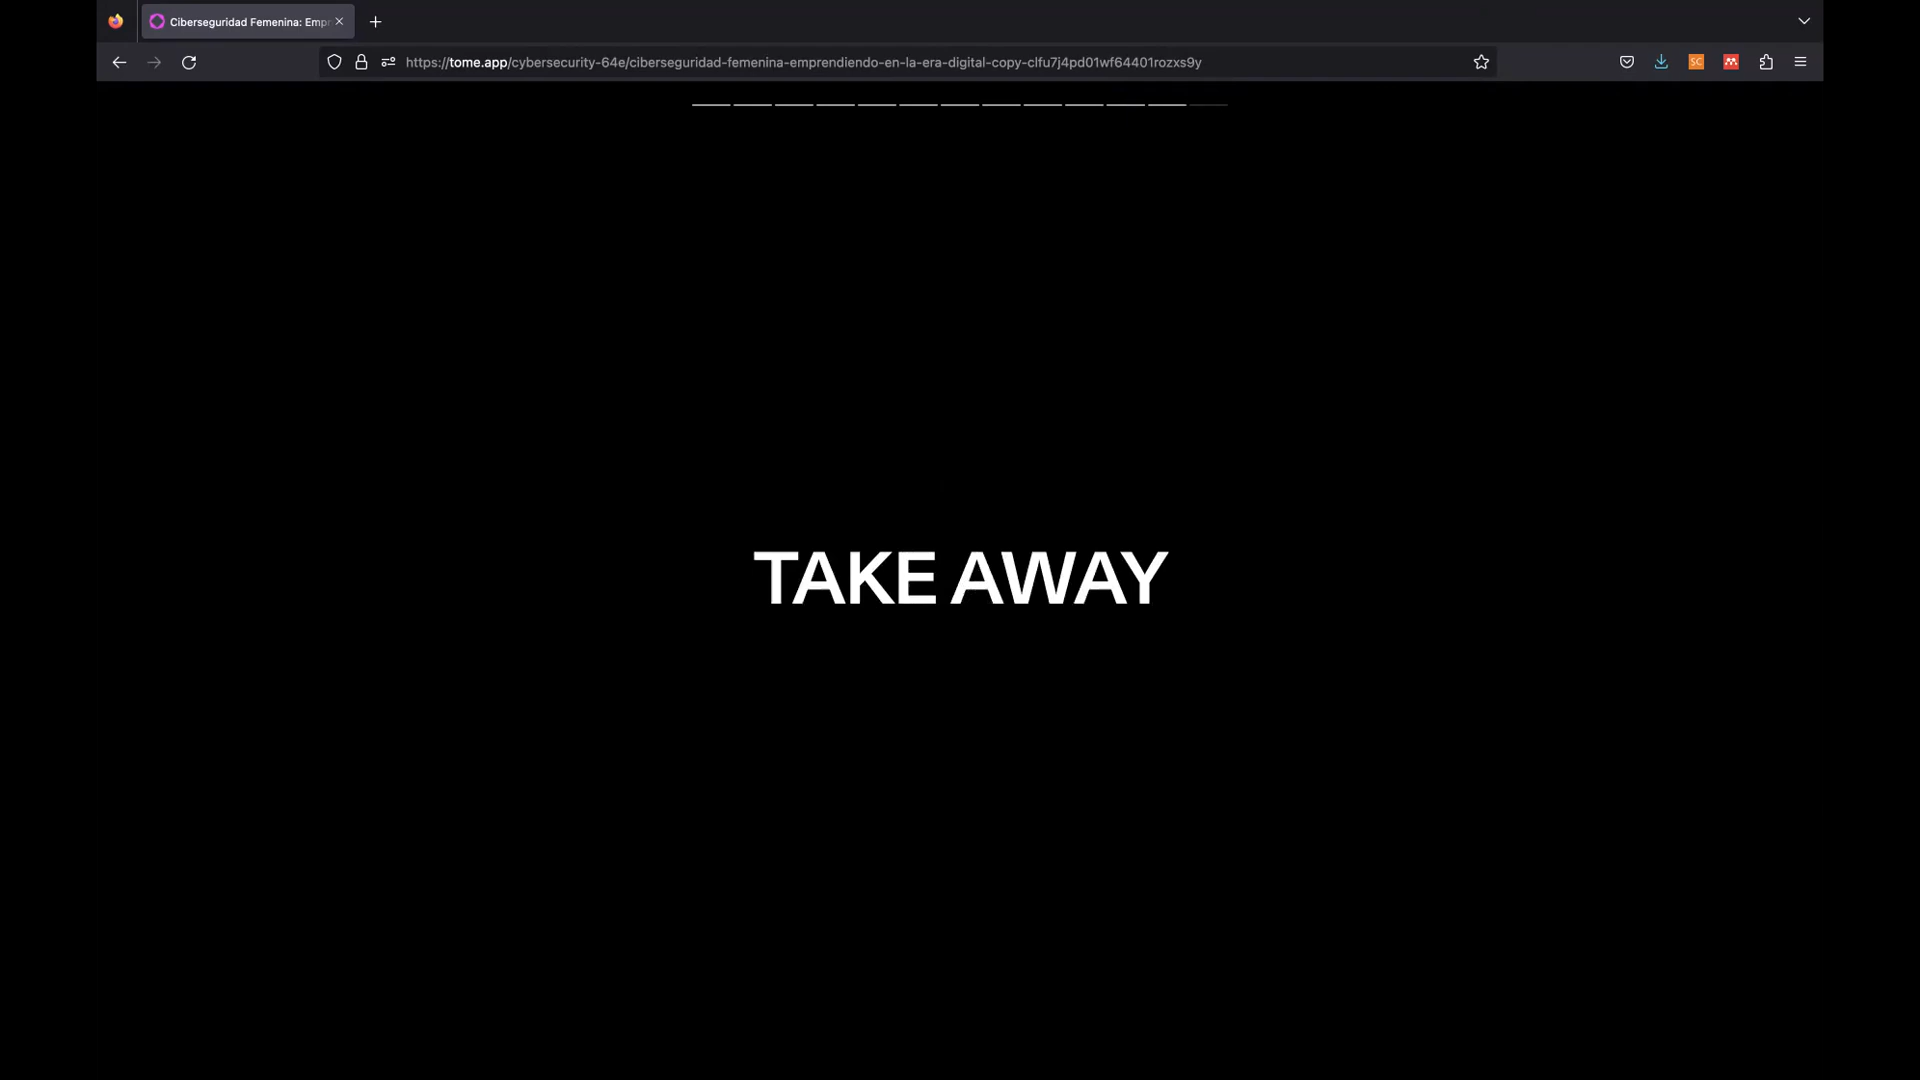 Ciberseguridad Femenina: Empr
https://tome.app/cybersecurity-64e/ciberseguridad-femenina-emprendiendo-en-la-era-digital-copy-clfu7j4pd01wf64401rozxs9y
SC
TAKE AWAY